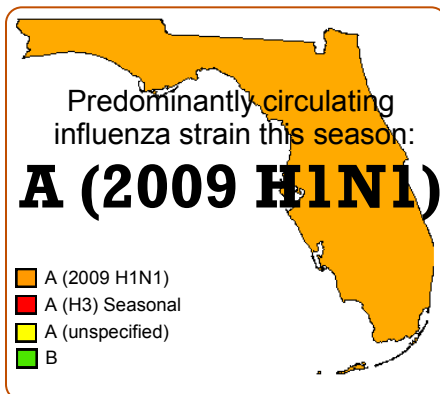 Predominantly circulating
influenza strain this season:
A (2009 H1N1)
A (2009 H1N1)
A (H3) Seasonal
A (unspecified)
B